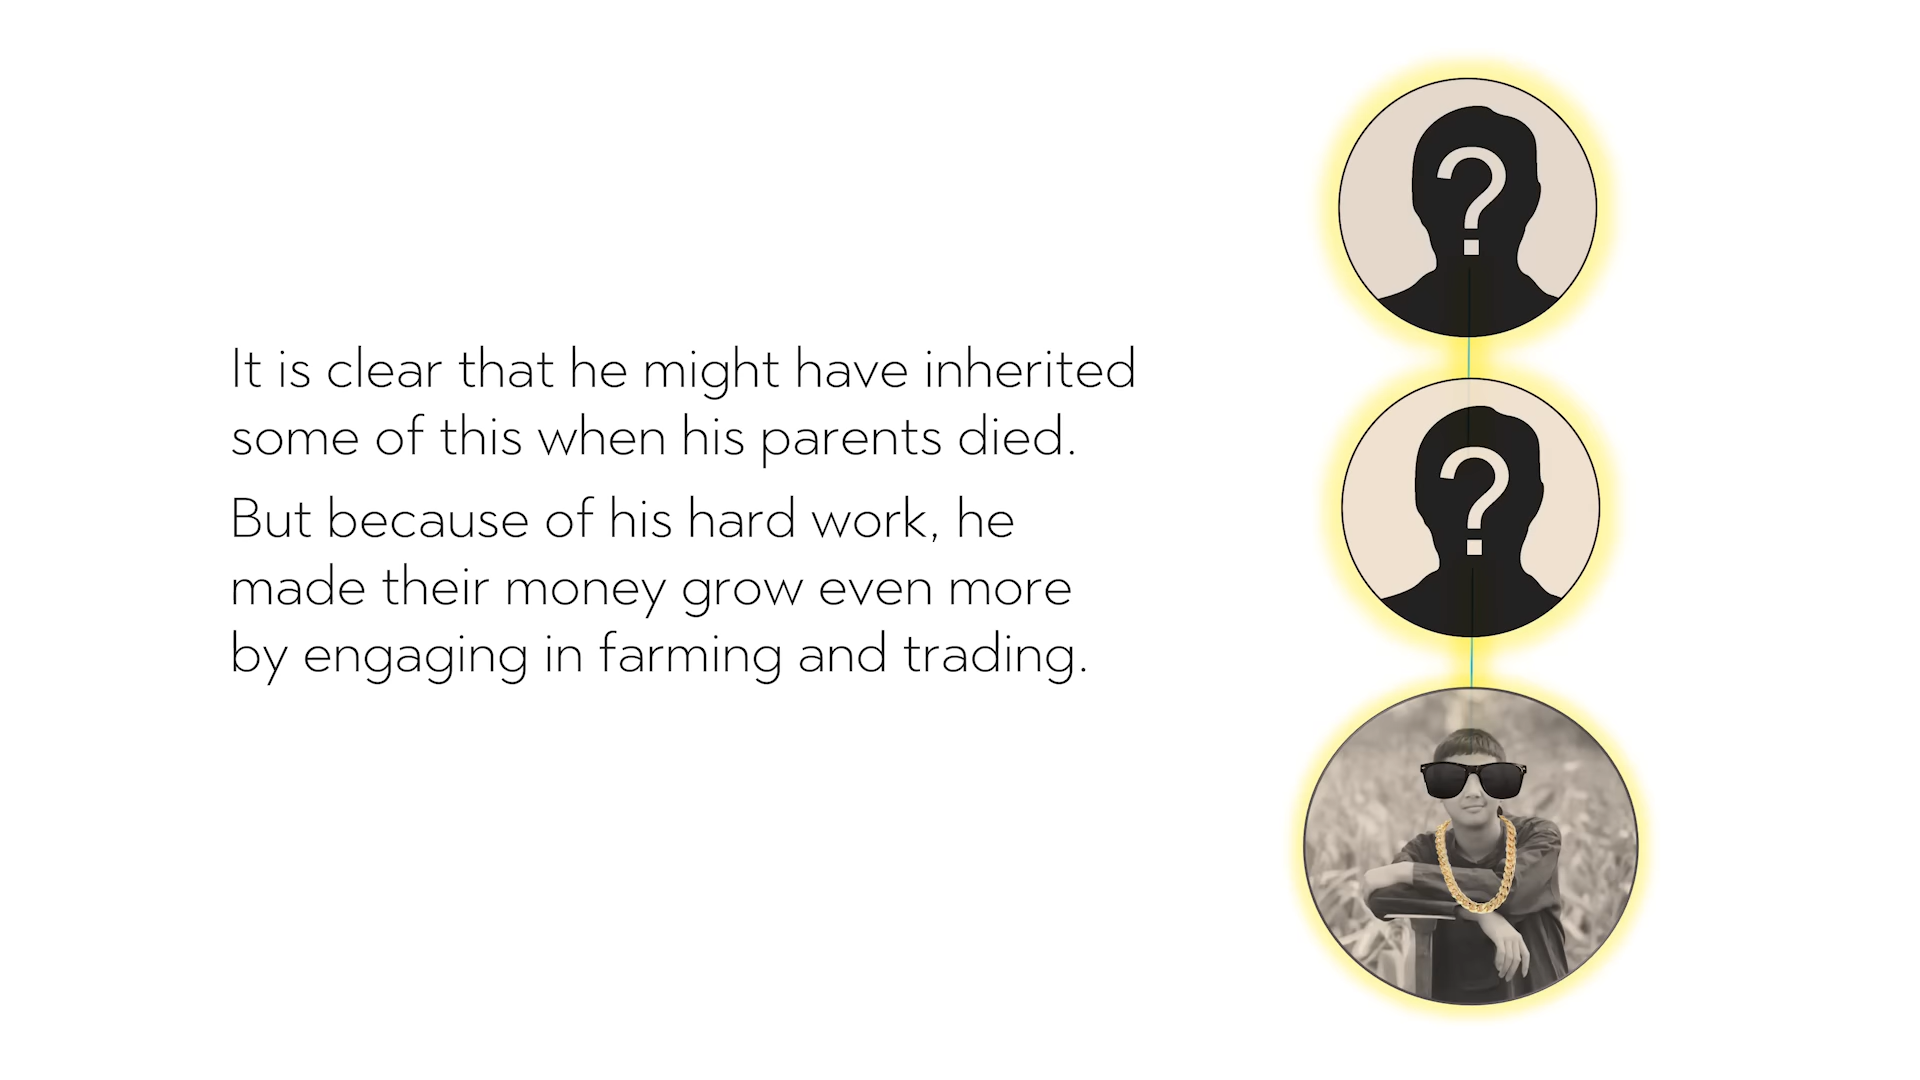 It is clear that he might have inherited
some of this when his parents died.
But because of his hard work, he
made their money grow even more
by engaging in farming and trading.
?
?